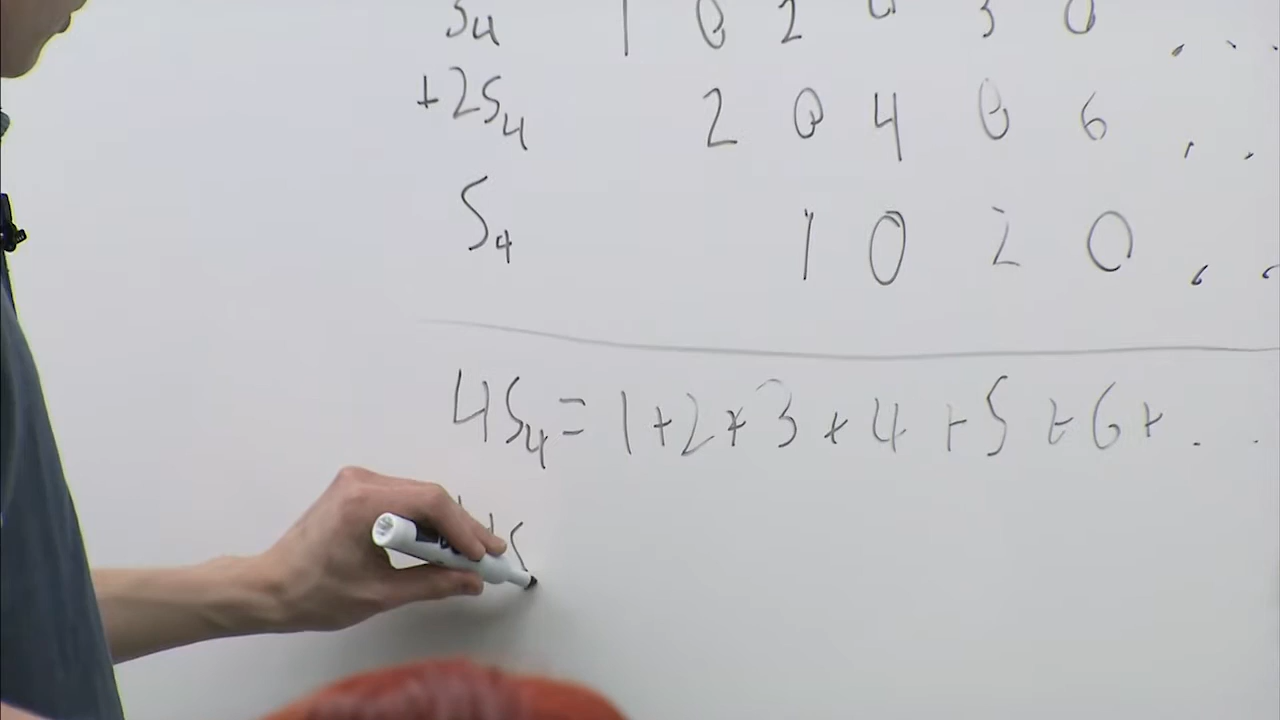 S4 1 0 2 0 3 0 . . .
+2S4 2 0 4 0 6 . .
S4 1 0 2 0 . .
4S4 = 1 + 2 + 3 + 4 + 5 + 6 + . .
4S